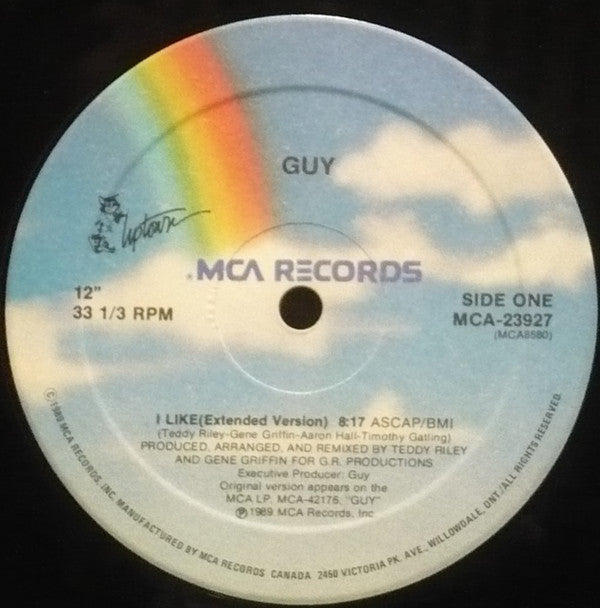 GUY
Uptown
MCA RECORDS
12"
33 1/3 RPM
SIDE ONE
MCA-23927
(MCA8580)
I LIKE(Extended Version) 8:17 ASCAP/BMI
(Teddy Riley-Gene Griffin-Aaron Hall-Timothy Gatling)
PRODUCED, ARRANGED, AND REMIXED BY TEDDY RILEY
AND GENE GRIFFIN FOR G.R. PRODUCTIONS
Executive Producer: Guy
Original version appears on the
MCA LP, MCA-42176, "GUY"
℗1989 MCA Records, Inc
©1989 MCA RECORDS, INC. MANUFACTURED BY MCA RECORDS CANADA 2450 VICTORIA PK. AVE., WILLOWDALE, ONT/ALL RIGHTS RESERVED.